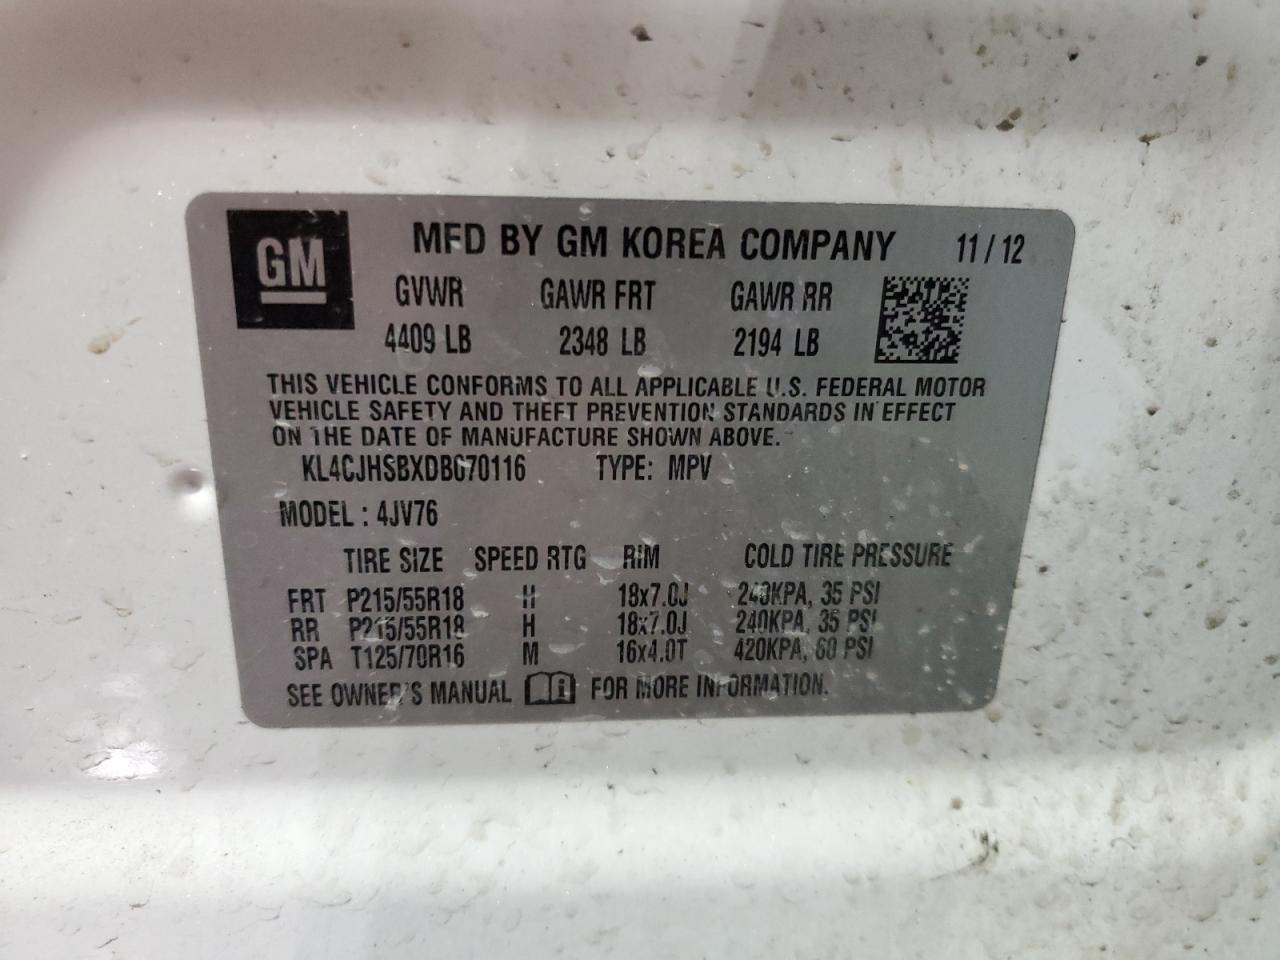 GM
MFD BY GM KOREA COMPANY 11/12
GVWR GAWR FRT GAWR RR
4409 LB 2348 LB 2194 LB
THIS VEHICLE CONFORMS TO ALL APPLICABLE U.S. FEDERAL MOTOR
VEHICLE SAFETY AND THEFT PREVENTION STANDARDS IN EFFECT
ON THE DATE OF MANUFACTURE SHOWN ABOVE.
KL4CJHSBXDB670116 TYPE: MPV
MODEL : 4JV76
TIRE SIZE SPEED RTG RIM COLD TIRE PRESSURE
FRT P215/55R18 H 18x7.0J 240KPA, 35 PSI
RR P215/55R18 H 18x7.0J 240KPA, 35 PSI
SPA T125/70R16 M 16x4.0T 420KPA, 60 PSI
SEE OWNER'S MANUAL FOR MORE INFORMATION.